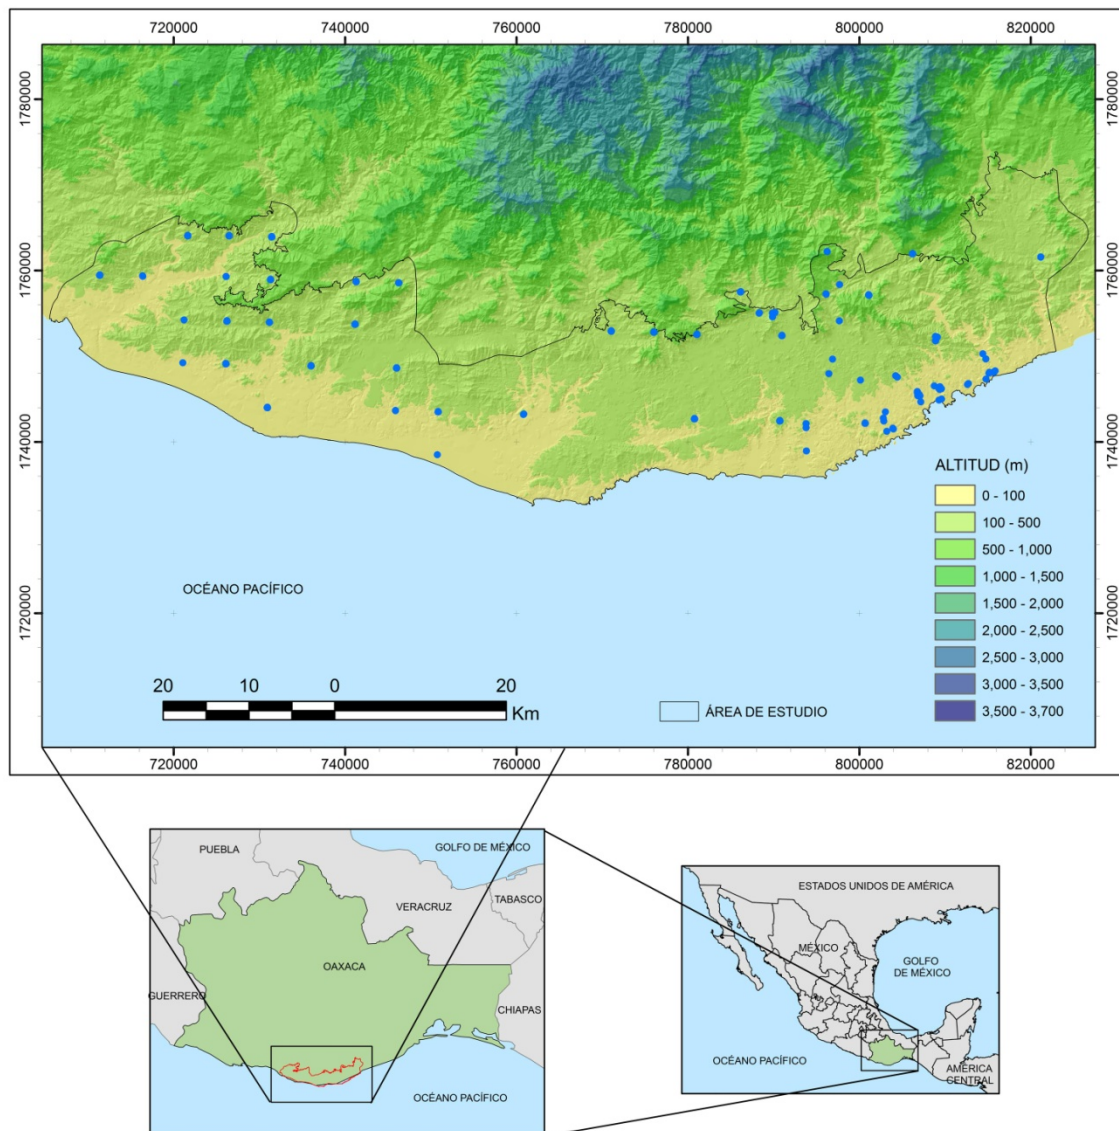 720000 740000 760000 780000 800000 820000
1780000 1780000
1760000 1760000
1740000 1740000
1720000 1720000
OCÉANO PACÍFICO
ALTITUD (m)
0 - 100
100 - 500
500 - 1,000
1,000 - 1,500
1,500 - 2,000
2,000 - 2,500
2,500 - 3,000
3,000 - 3,500
3,500 - 3,700
20 10 0 20
Km
ÁREA DE ESTUDIO
720000 740000 760000 780000 800000 820000
PUEBLA
GOLFO DE MÉXICO
VERACRUZ
TABASCO
OAXACA
GUERRERO
CHIAPAS
OCÉANO PACÍFICO
ESTADOS UNIDOS DE AMÉRICA
MÉXICO
GOLFO
DE MÉXICO
OCÉANO PACÍFICO
AMÉRICA
CENTRAL